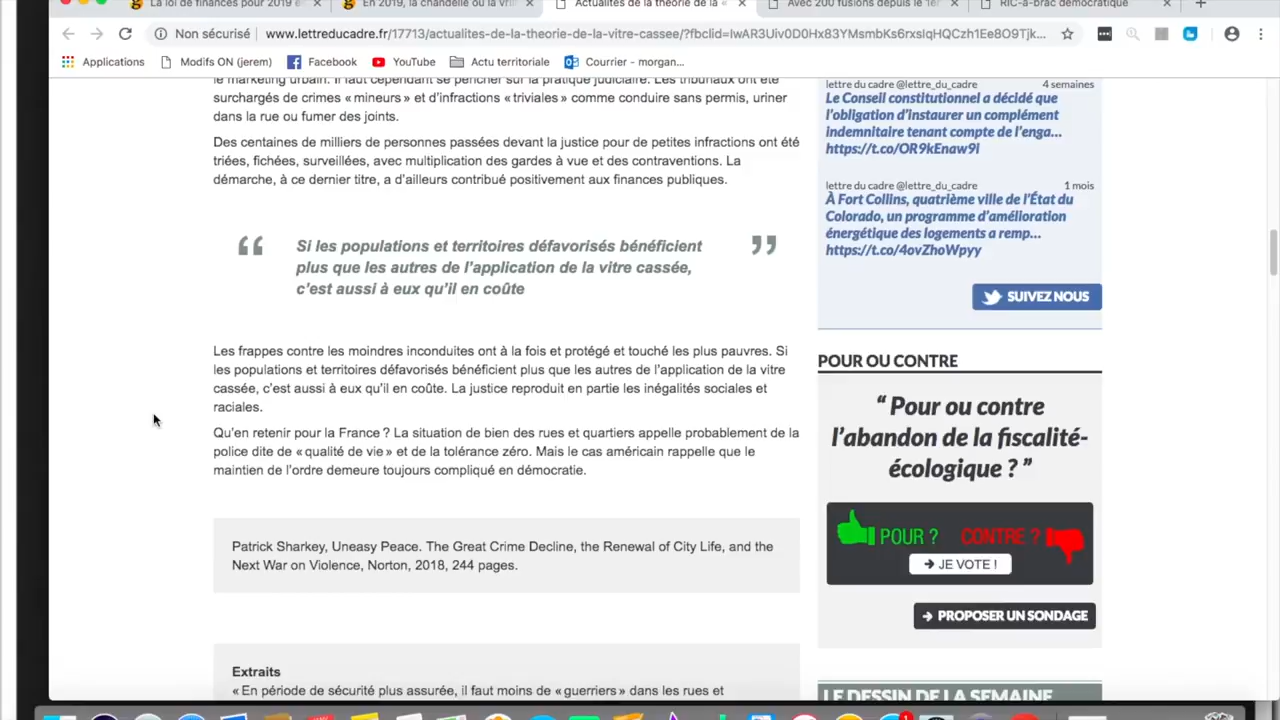 La loi de finances pour 2019 e
En 2019, la chandelle ou la vrill
Actualités de la théorie de la «
Avec 200 fusions depuis le 1er
RIC-à-brac démocratique
Non sécurisé
www.lettreducadre.fr/17713/actualites-de-la-theorie-de-la-vitre-cassee/?fbclid=IwAR3Uiv0D0Hx83YMsmbKs6rxsIqHQCzh1Ee8O9Tjk...
Applications
Modifs ON (jerem)
Facebook
YouTube
Actu territoriale
Courrier - morgan...
le marketing urbain. Il faut cependant se pencher sur la pratique judiciaire. Les tribunaux ont été
surchargés de crimes « mineurs » et d'infractions « triviales » comme conduire sans permis, uriner
dans la rue ou fumer des joints.
Des centaines de milliers de personnes passées devant la justice pour de petites infractions ont été
triées, fichées, surveillées, avec multiplication des gardes à vue et des contraventions. La
démarche, à ce dernier titre, a d'ailleurs contribué positivement aux finances publiques.
“ Si les populations et territoires défavorisés bénéficient ”
plus que les autres de l'application de la vitre cassée,
c'est aussi à eux qu'il en coûte
Les frappes contre les moindres inconduites ont à la fois et protégé et touché les plus pauvres. Si
les populations et territoires défavorisés bénéficient plus que les autres de l'application de la vitre
cassée, c'est aussi à eux qu'il en coûte. La justice reproduit en partie les inégalités sociales et
raciales.
Qu'en retenir pour la France ? La situation de bien des rues et quartiers appelle probablement de la
police dite de « qualité de vie » et de la tolérance zéro. Mais le cas américain rappelle que le
maintien de l'ordre demeure toujours compliqué en démocratie.
Patrick Sharkey, Uneasy Peace. The Great Crime Decline, the Renewal of City Life, and the
Next War on Violence, Norton, 2018, 244 pages.
Extraits
« En période de sécurité plus assurée, il faut moins de « guerriers » dans les rues et
lettre du cadre @lettre_du_cadre 4 semaines
Le Conseil constitutionnel a décidé que
l'obligation d'instaurer un complément
indemnitaire tenant compte de l'enga...
https://t.co/OR9kEnaw9l
lettre du cadre @lettre_du_cadre 1 mois
À Fort Collins, quatrième ville de l'État du
Colorado, un programme d'amélioration
énergétique des logements a remp...
https://t.co/4ovZhoWpyy
SUIVEZ NOUS
POUR OU CONTRE
“ Pour ou contre
l'abandon de la fiscalité-
écologique ? ”
POUR ? CONTRE ?
JE VOTE !
PROPOSER UN SONDAGE
LE DESSIN DE LA SEMAINE